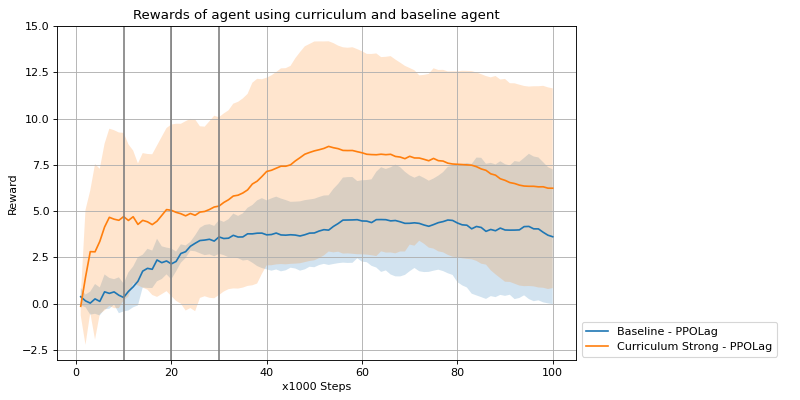 Rewards of agent using curriculum and baseline agent
15.0
12.5
10.0
7.5
5.0
2.5
0.0
−2.5
Reward
0 20 40 60 80 100
x1000 Steps
Baseline - PPOLag
Curriculum Strong - PPOLag